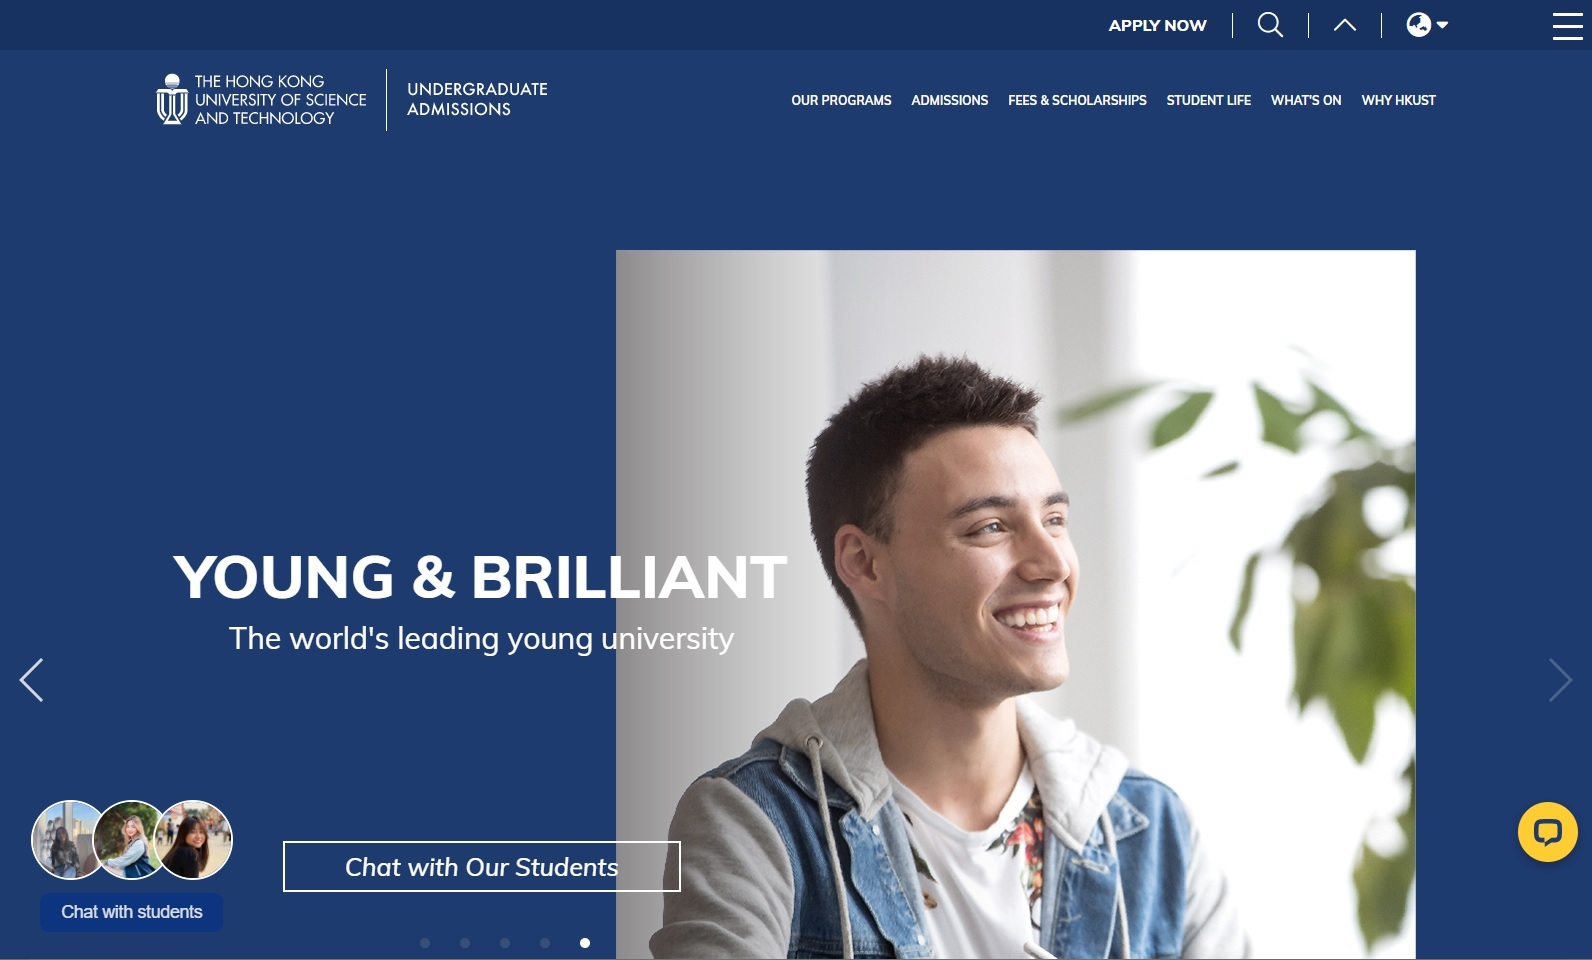 APPLY NOW
THE HONG KONG
UNIVERSITY OF SCIENCE
AND TECHNOLOGY
UNDERGRADUATE
ADMISSIONS
OUR PROGRAMS
ADMISSIONS
FEES & SCHOLARSHIPS
STUDENT LIFE
WHAT'S ON
WHY HKUST
YOUNG & BRILLIANT
The world's leading young university
Chat with Our Students
Chat with students